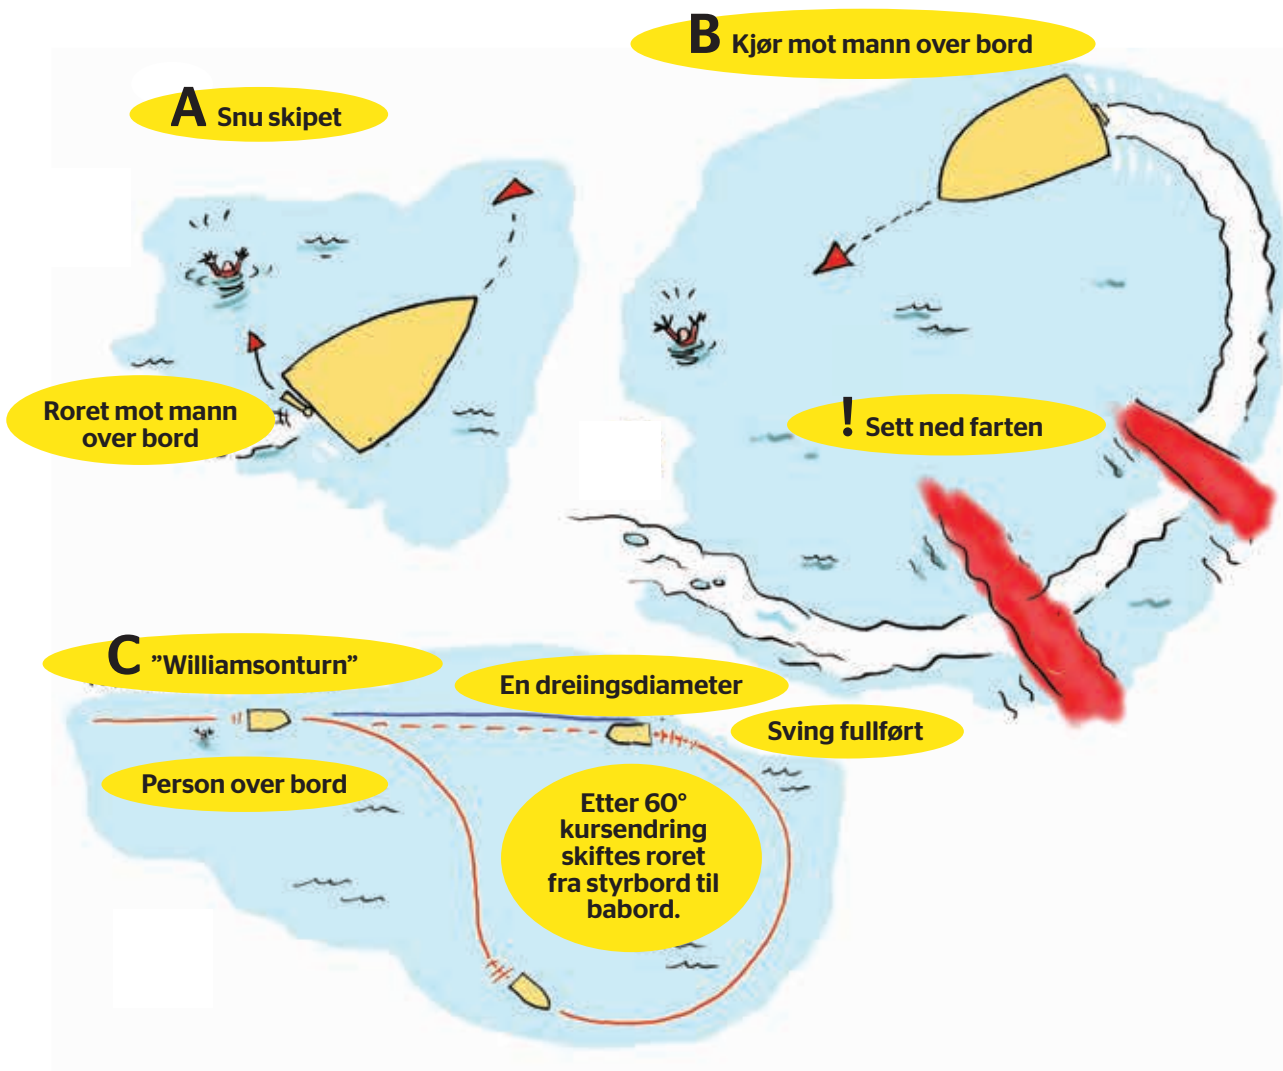 A Snu skipet
Roret mot mann
over bord
B Kjør mot mann over bord
! Sett ned farten
C ”Williamsonturn”
En dreiingsdiameter
Sving fullført
Person over bord
Etter 60°
kursendring
skiftes roret
fra styrbord til
babord.